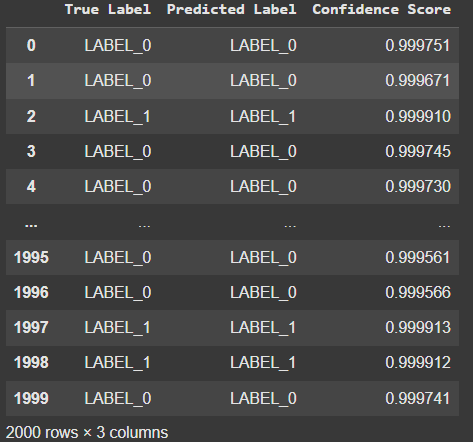 True Label Predicted Label Confidence Score
0 LABEL_0 LABEL_0 0.999751
1 LABEL_0 LABEL_0 0.999671
2 LABEL_1 LABEL_1 0.999910
3 LABEL_0 LABEL_0 0.999745
4 LABEL_0 LABEL_0 0.999730
... ... ... ...
1995 LABEL_0 LABEL_0 0.999561
1996 LABEL_0 LABEL_0 0.999566
1997 LABEL_1 LABEL_1 0.999913
1998 LABEL_1 LABEL_1 0.999912
1999 LABEL_0 LABEL_0 0.999741
2000 rows × 3 columns